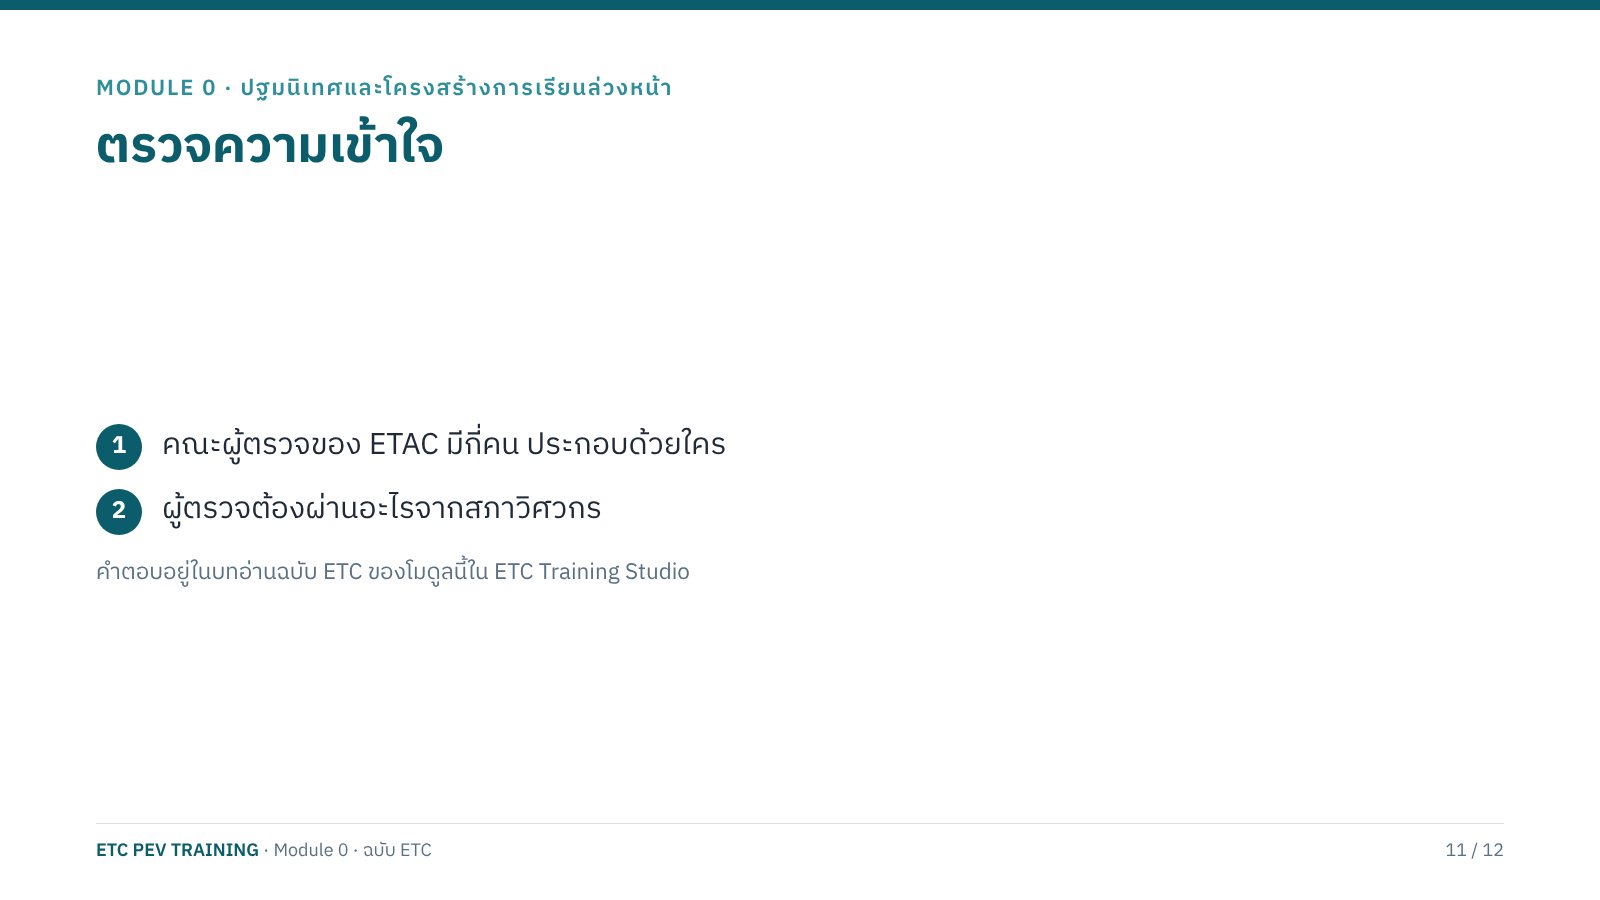 MODULE 0 · ปฐมนิเทศและโครงสร้างการเรียนล่วงหน้า
ตรวจความเข้าใจ
1 คณะผู้ตรวจของ ETAC มีกี่คน ประกอบด้วยใคร
2 ผู้ตรวจต้องผ่านอะไรจากสภาวิศวกร
คำตอบอยู่ในบทอ่านฉบับ ETC ของโมดูลนี้ใน ETC Training Studio
ETC PEV TRAINING · Module 0 · ฉบับ ETC
11 / 12